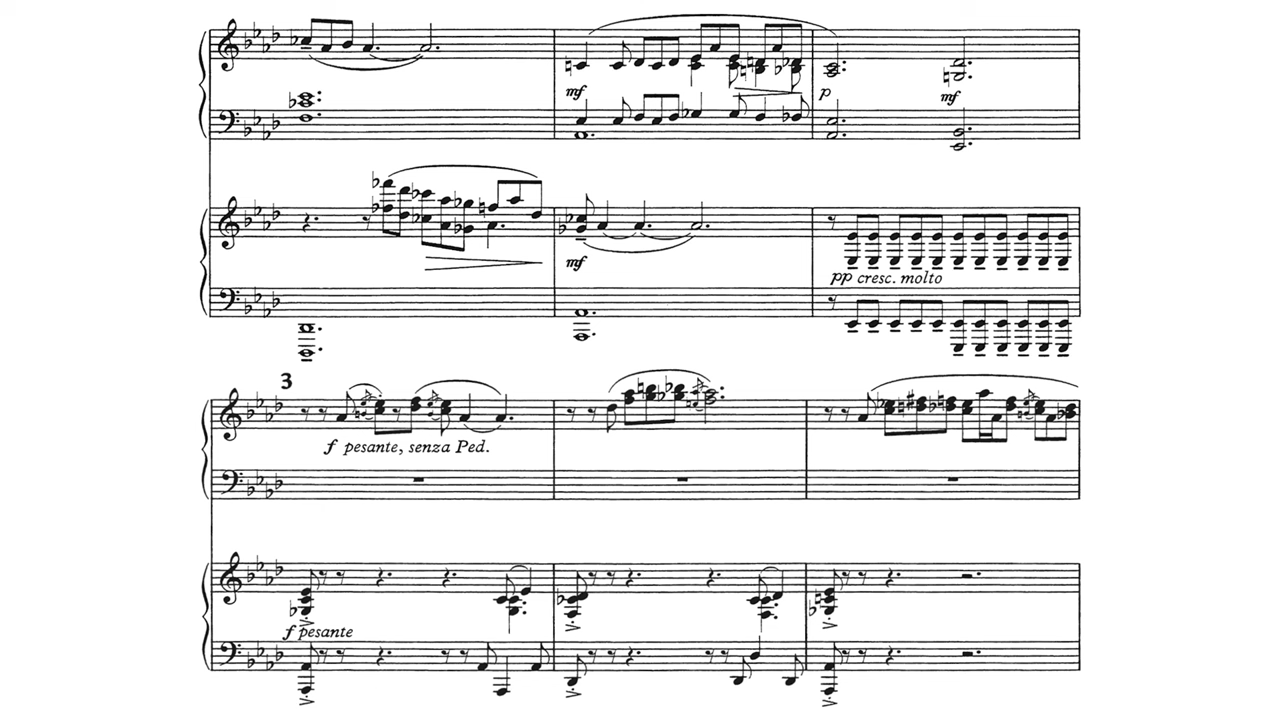 mf
p
mf
mf
pp cresc. molto
3
f pesante, senza Ped.
f pesante